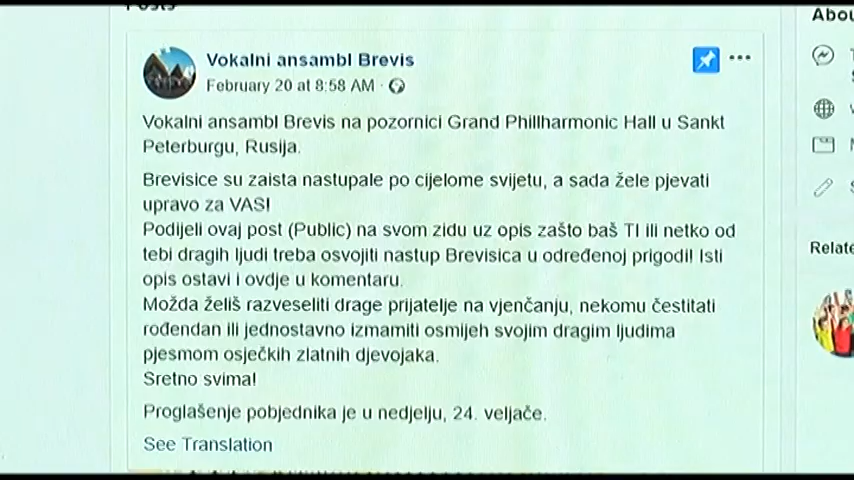 Posts
Vokalni ansambl Brevis
February 20 at 8:58 AM ·
Vokalni ansambl Brevis na pozornici Grand Phillharmonic Hall u Sankt
Peterburgu, Rusija.
Brevisice su zaista nastupale po cijelome svijetu, a sada žele pjevati
upravo za VAS!
Podijeli ovaj post (Public) na svom zidu uz opis zašto baš TI ili netko od
tebi dragih ljudi treba osvojiti nastup Brevisica u određenoj prigodi! Isti
opis ostavi i ovdje u komentaru.
Možda želiš razveseliti drage prijatelje na vjenčanju, nekomu čestitati
rođendan ili jednostavno izmamiti osmijeh svojim dragim ljudima
pjesmom osječkih zlatnih djevojaka.
Sretno svima!
Proglašenje pobjednika je u nedjelju, 24. veljače.
See Translation